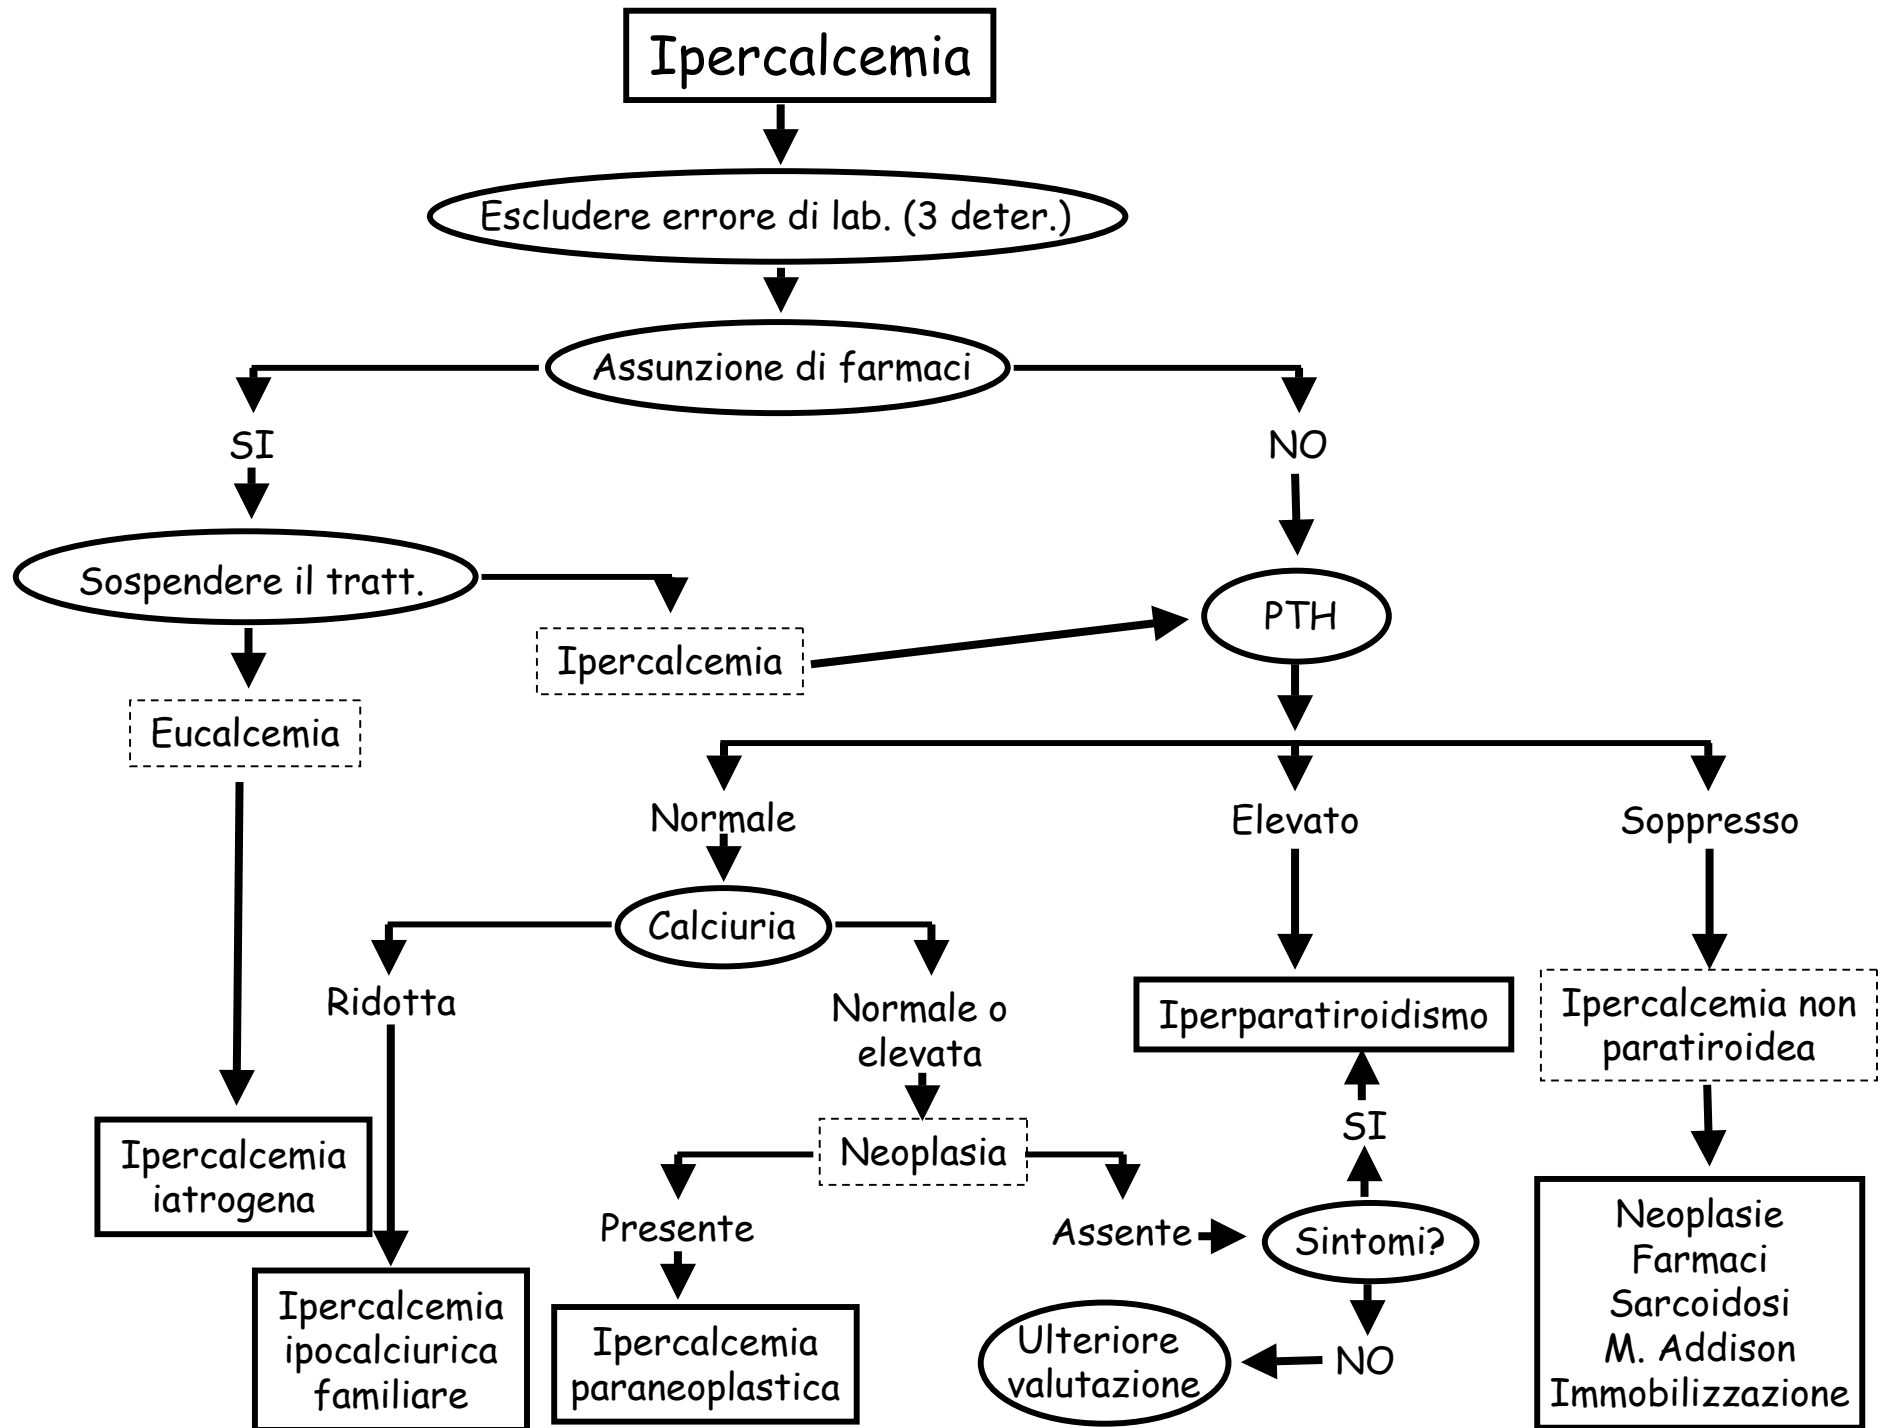 Ipercalcemia
Escludere errore di lab. (3 deter.)
Assunzione di farmaci
SI
NO
Sospendere il tratt.
PTH
Ipercalcemia
Eucalcemia
Normale
Elevato
Soppresso
Calciuria
Ridotta
Normale o
elevata
Iperparatiroidismo
Ipercalcemia non
paratiroidea
SI
Ipercalcemia
iatrogena
Neoplasia
Presente
Assente
Sintomi?
Neoplasie
Farmaci
Sarcoidosi
M. Addison
Immobilizzazione
Ipercalcemia
ipocalciurica
familiare
Ipercalcemia
paraneoplastica
Ulteriore
valutazione
NO